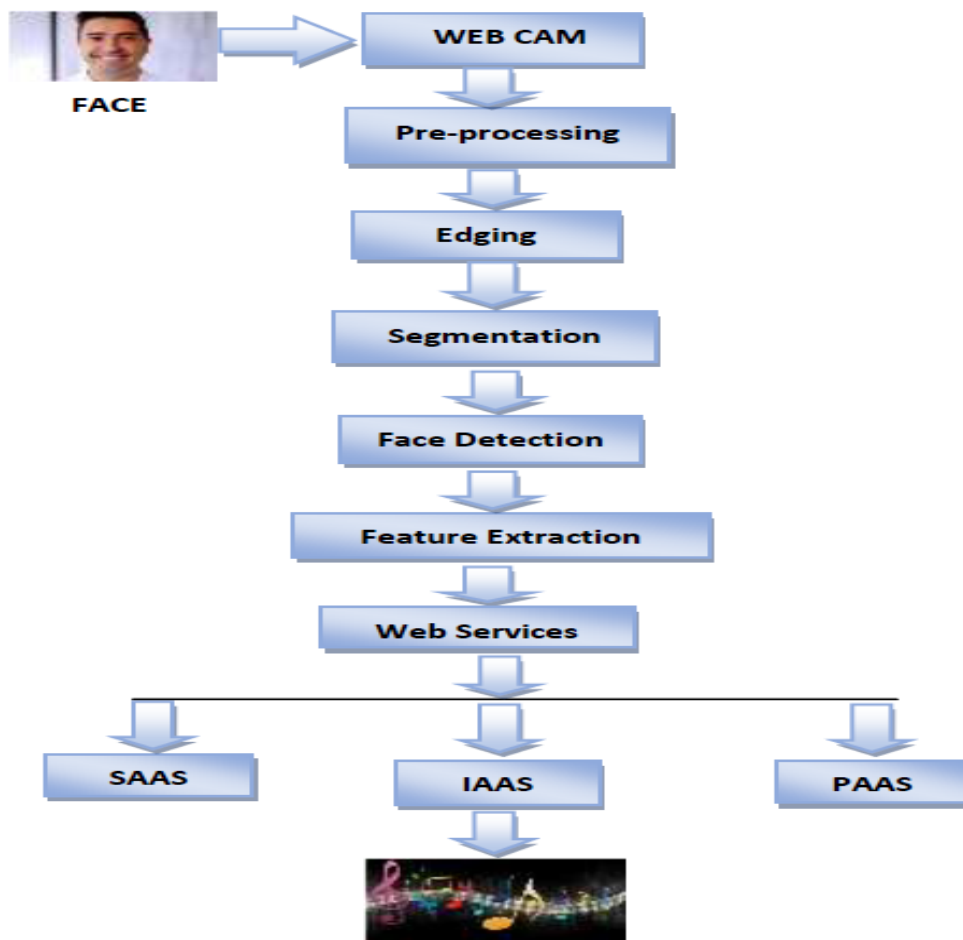 WEB CAM
FACE
Pre-processing
Edging
Segmentation
Face Detection
Feature Extraction
Web Services
SAAS
IAAS
PAAS